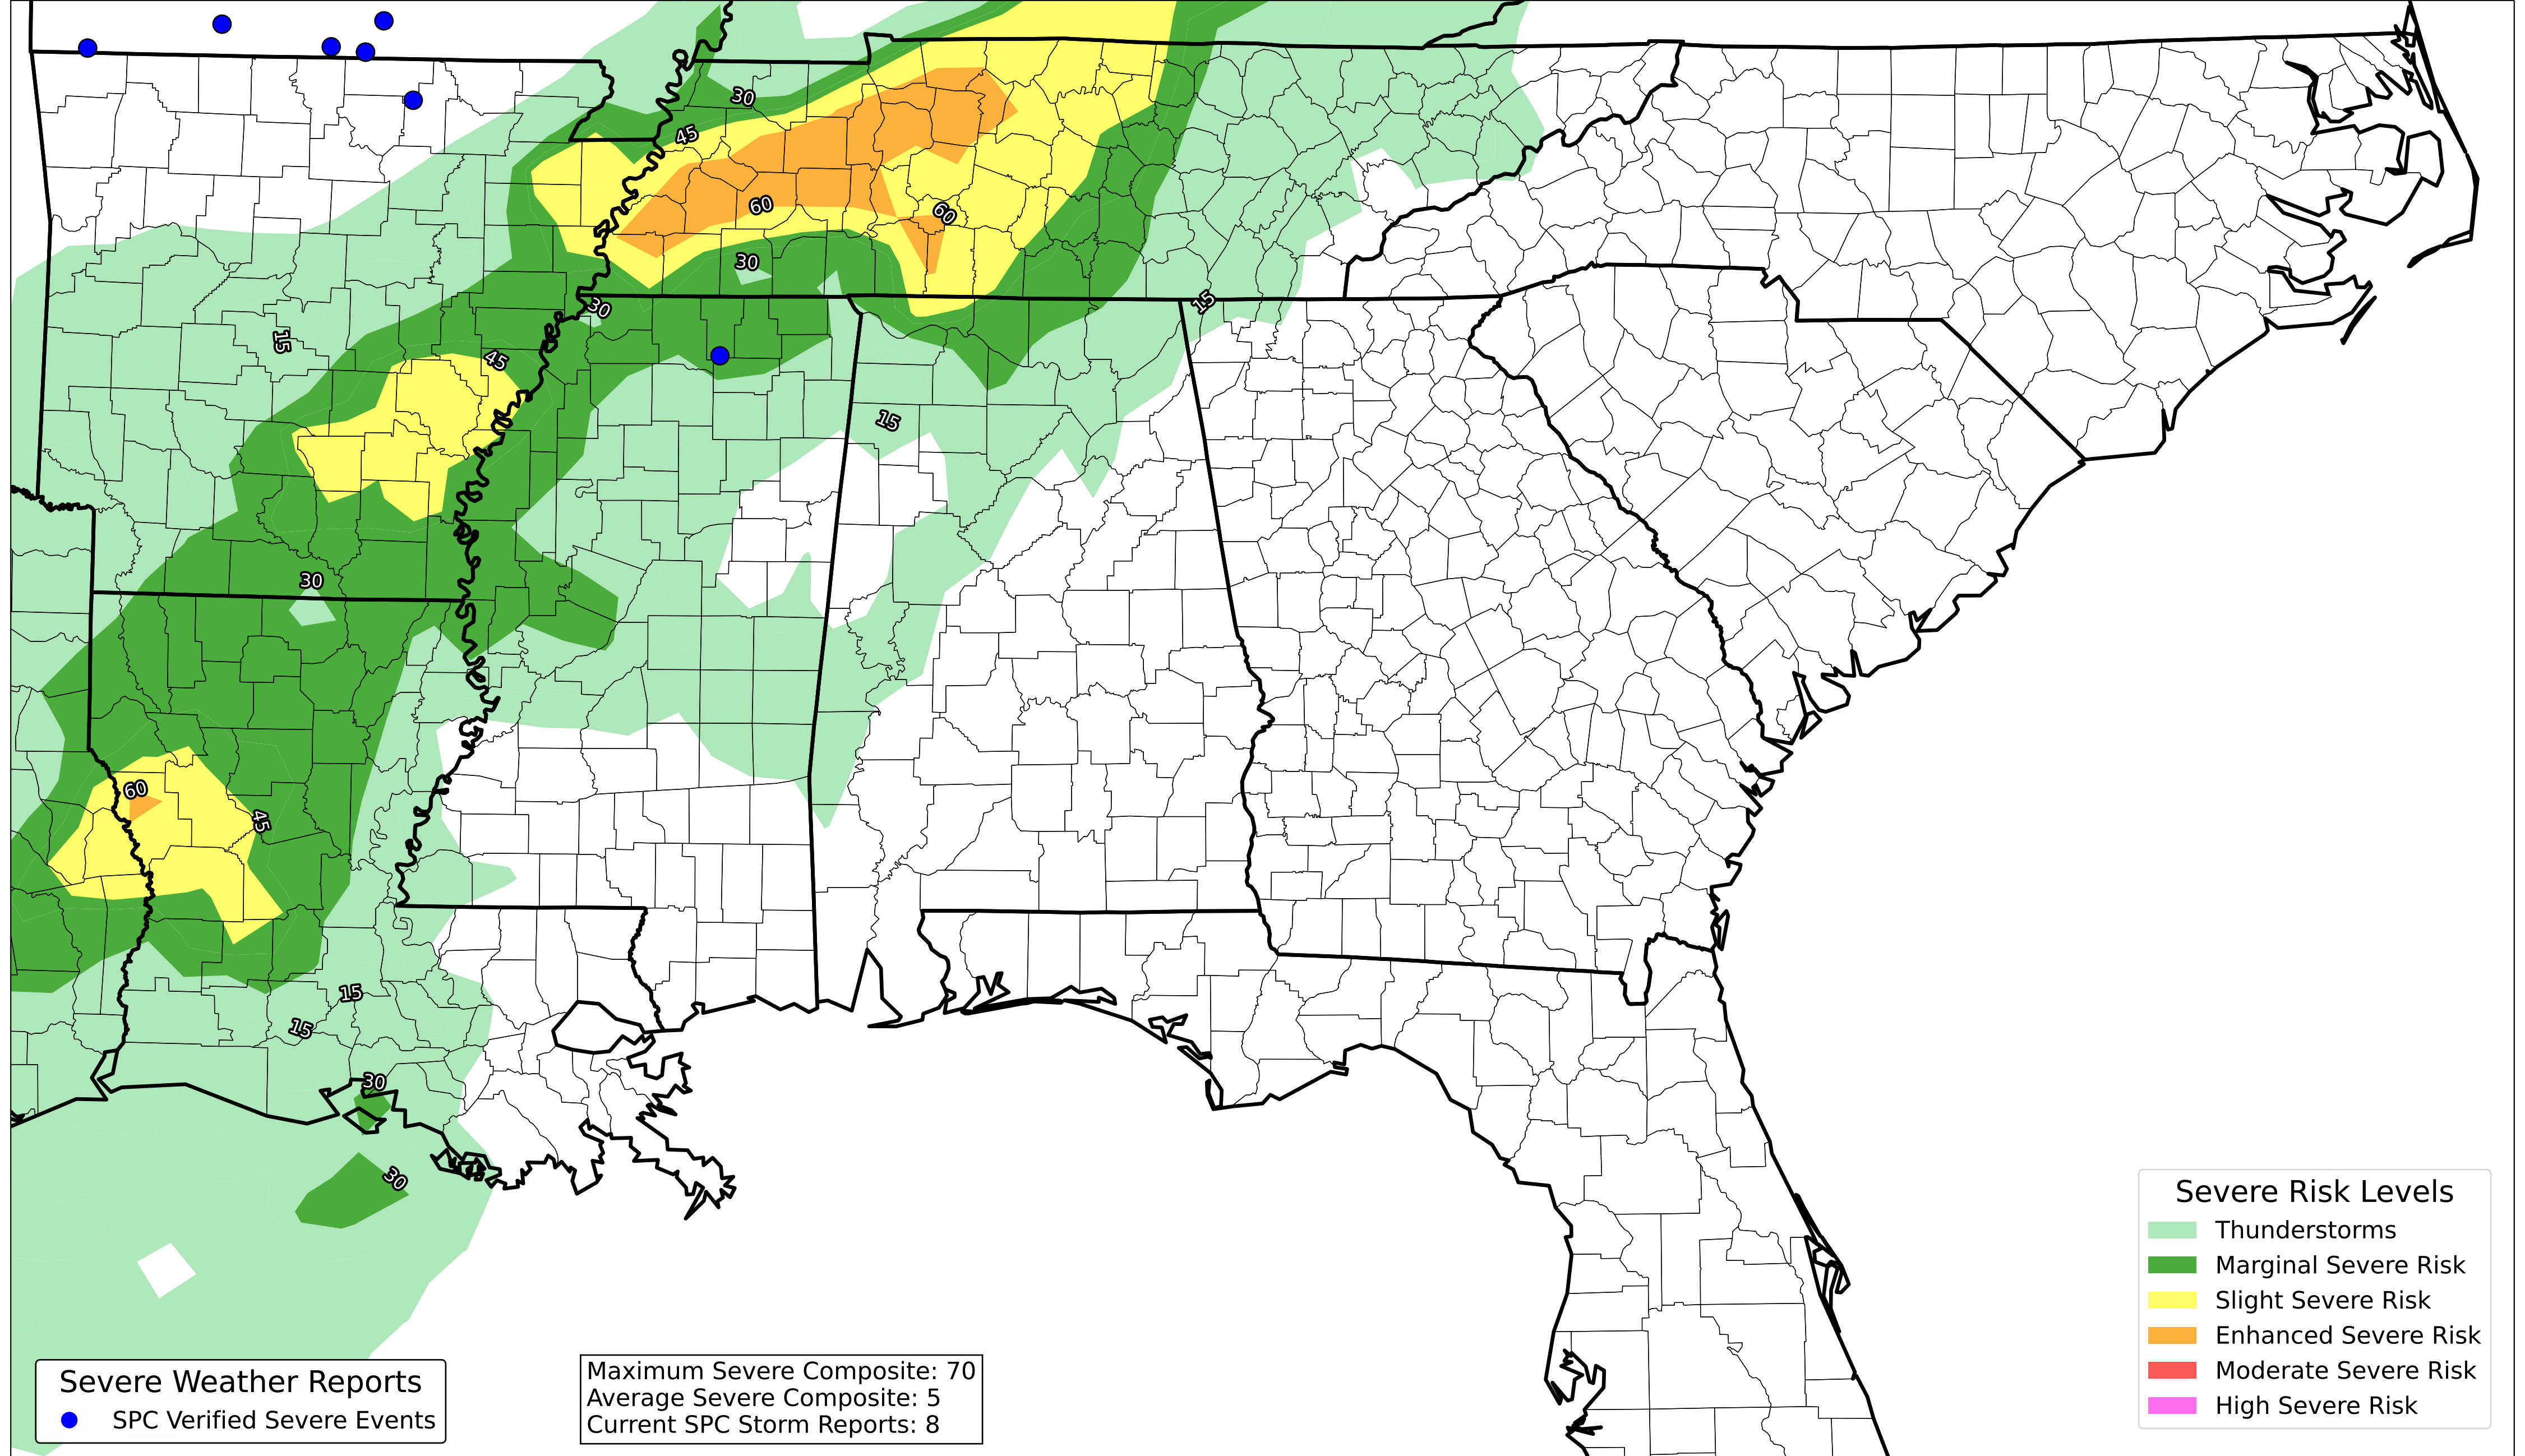 30
45
60
60
30
15
30
15
45
15
30
60
45
15
15
30
30
Severe Risk Levels
Thunderstorms
Marginal Severe Risk
Slight Severe Risk
Enhanced Severe Risk
Moderate Severe Risk
High Severe Risk
Severe Weather Reports
SPC Verified Severe Events
Maximum Severe Composite: 70
Average Severe Composite: 5
Current SPC Storm Reports: 8